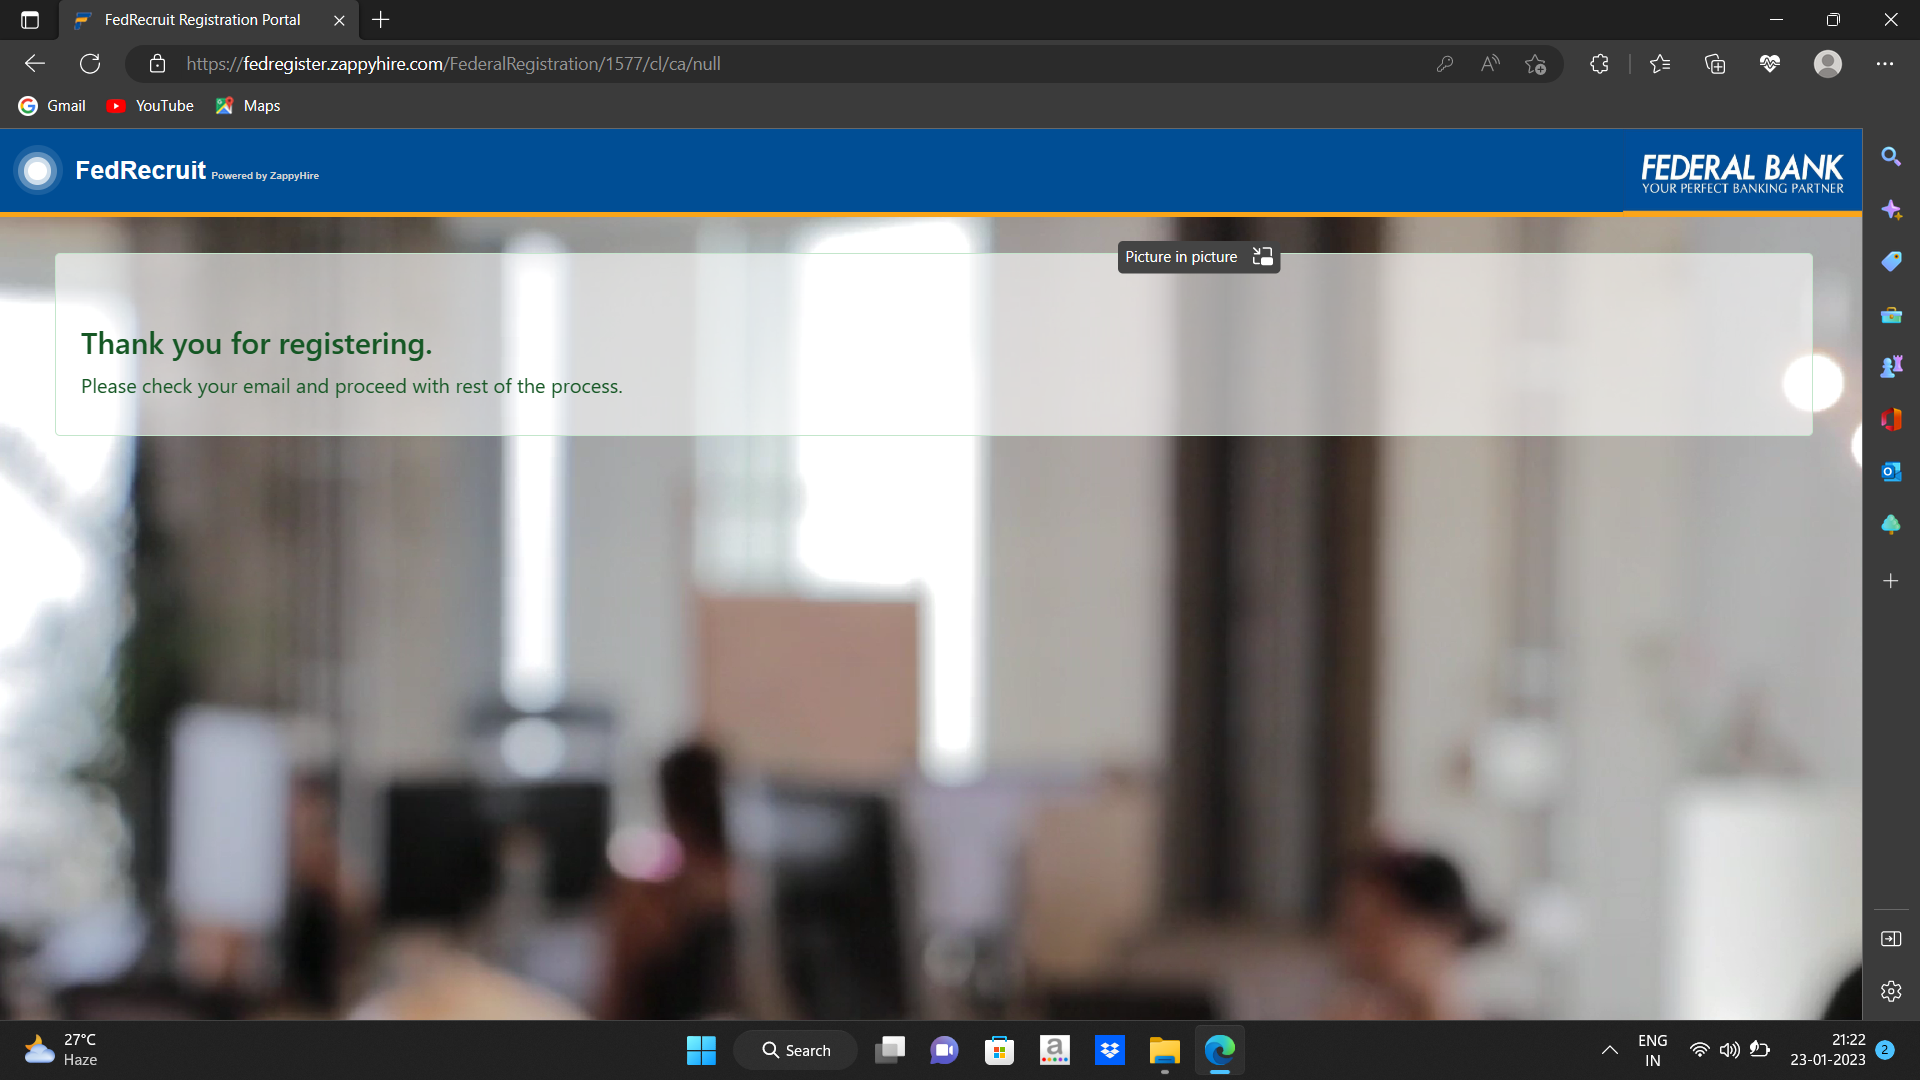 FedRecruit Registration Portal
https://fedregister.zappyhire.com/FederalRegistration/1577/cl/ca/null
Gmail YouTube Maps
FedRecruit Powered by ZappyHire
FEDERAL BANK
YOUR PERFECT BANKING PARTNER
Picture in picture
Thank you for registering.
Please check your email and proceed with rest of the process.
27°C
Haze
Search
ENG
IN
21:22
23-01-2023
2